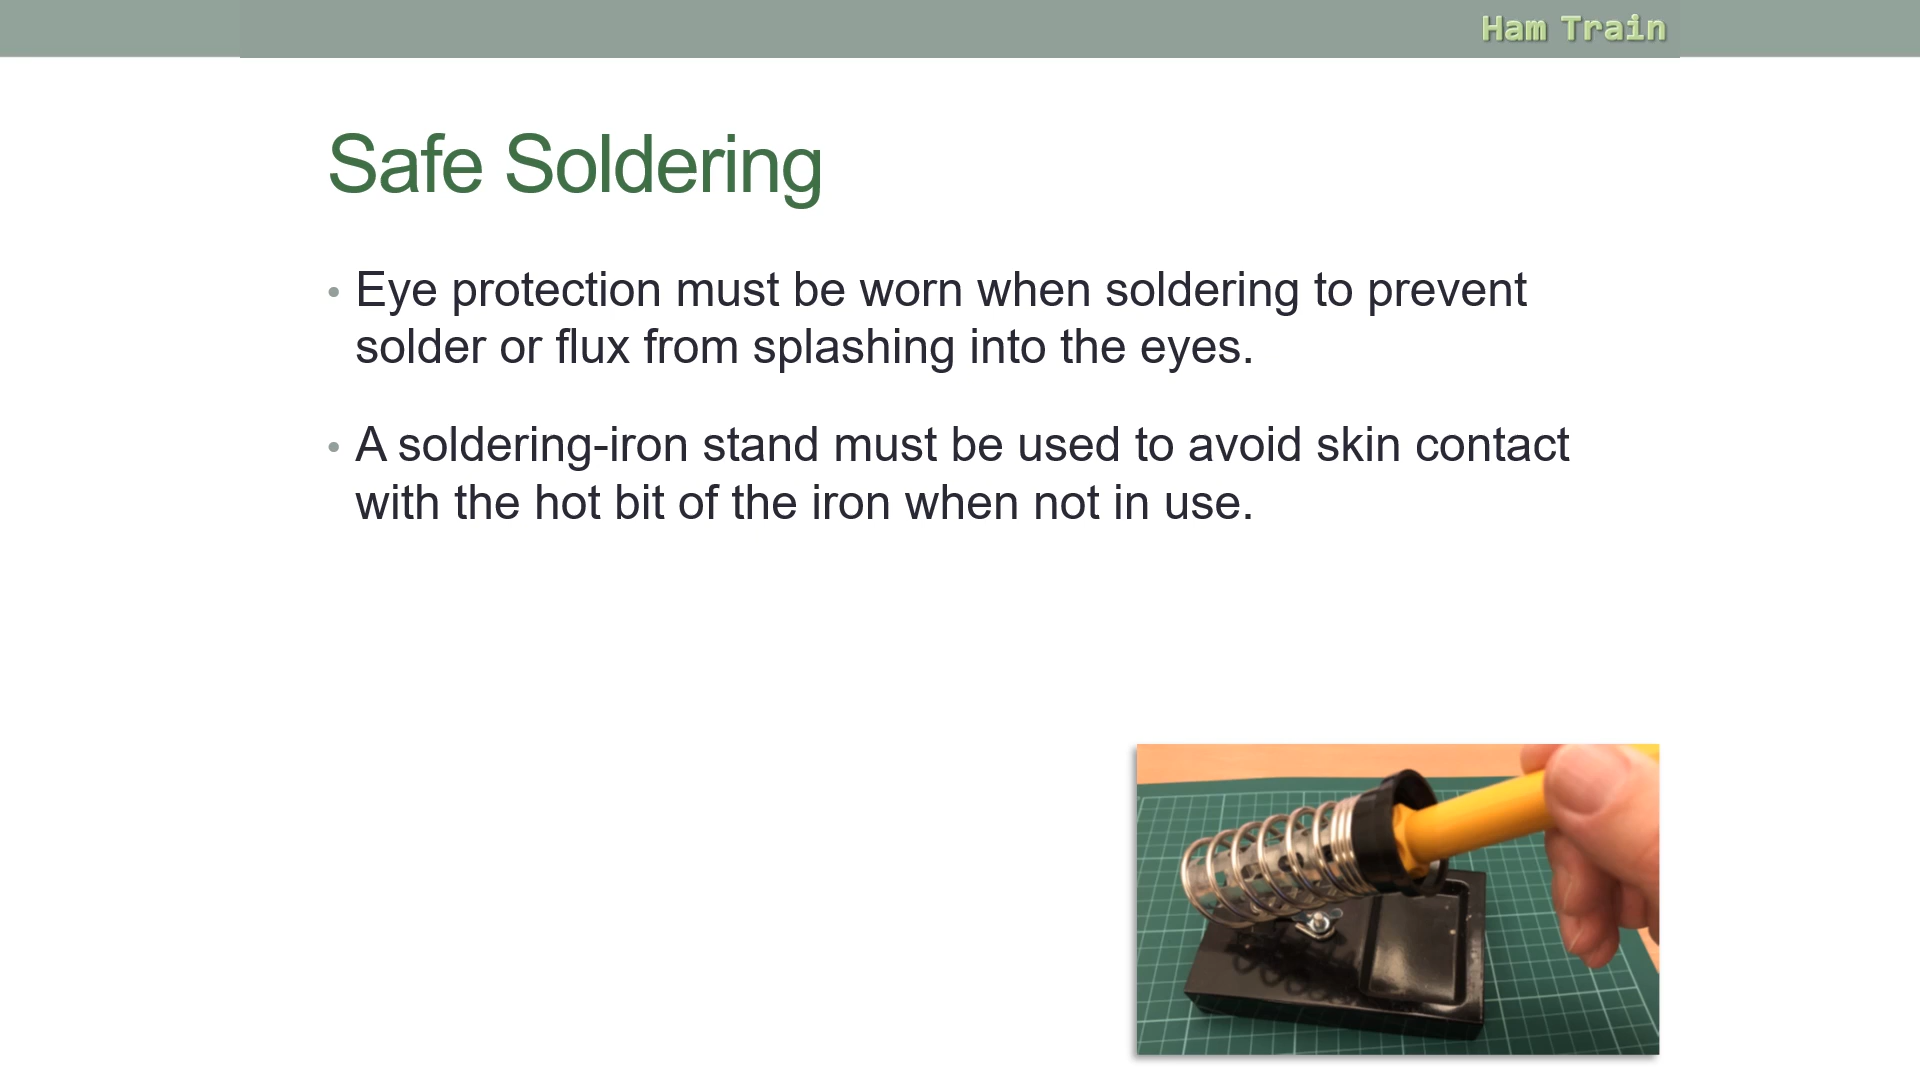 Ham Train
Safe Soldering
• Eye protection must be worn when soldering to prevent
solder or flux from splashing into the eyes.
• A soldering-iron stand must be used to avoid skin contact
with the hot bit of the iron when not in use.